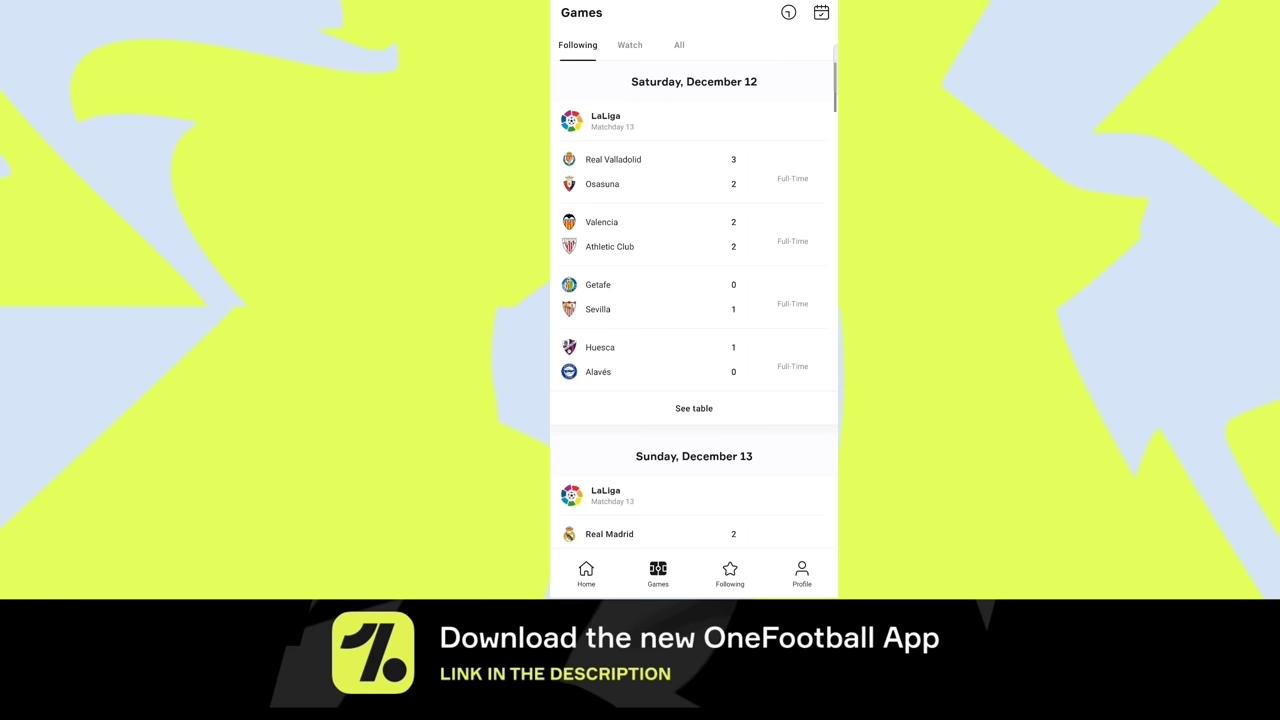 Games
Following Watch All
Saturday, December 12
LaLiga
Matchday 13
Real Valladolid 3
Osasuna 2
Full-Time
Valencia 2
Athletic Club 2
Full-Time
Getafe 0
Sevilla 1
Full-Time
Huesca 1
Alavés 0
Full-Time
See table
Sunday, December 13
LaLiga
Matchday 13
Real Madrid 2
Home Games Following Profile
Download the new OneFootball App
LINK IN THE DESCRIPTION